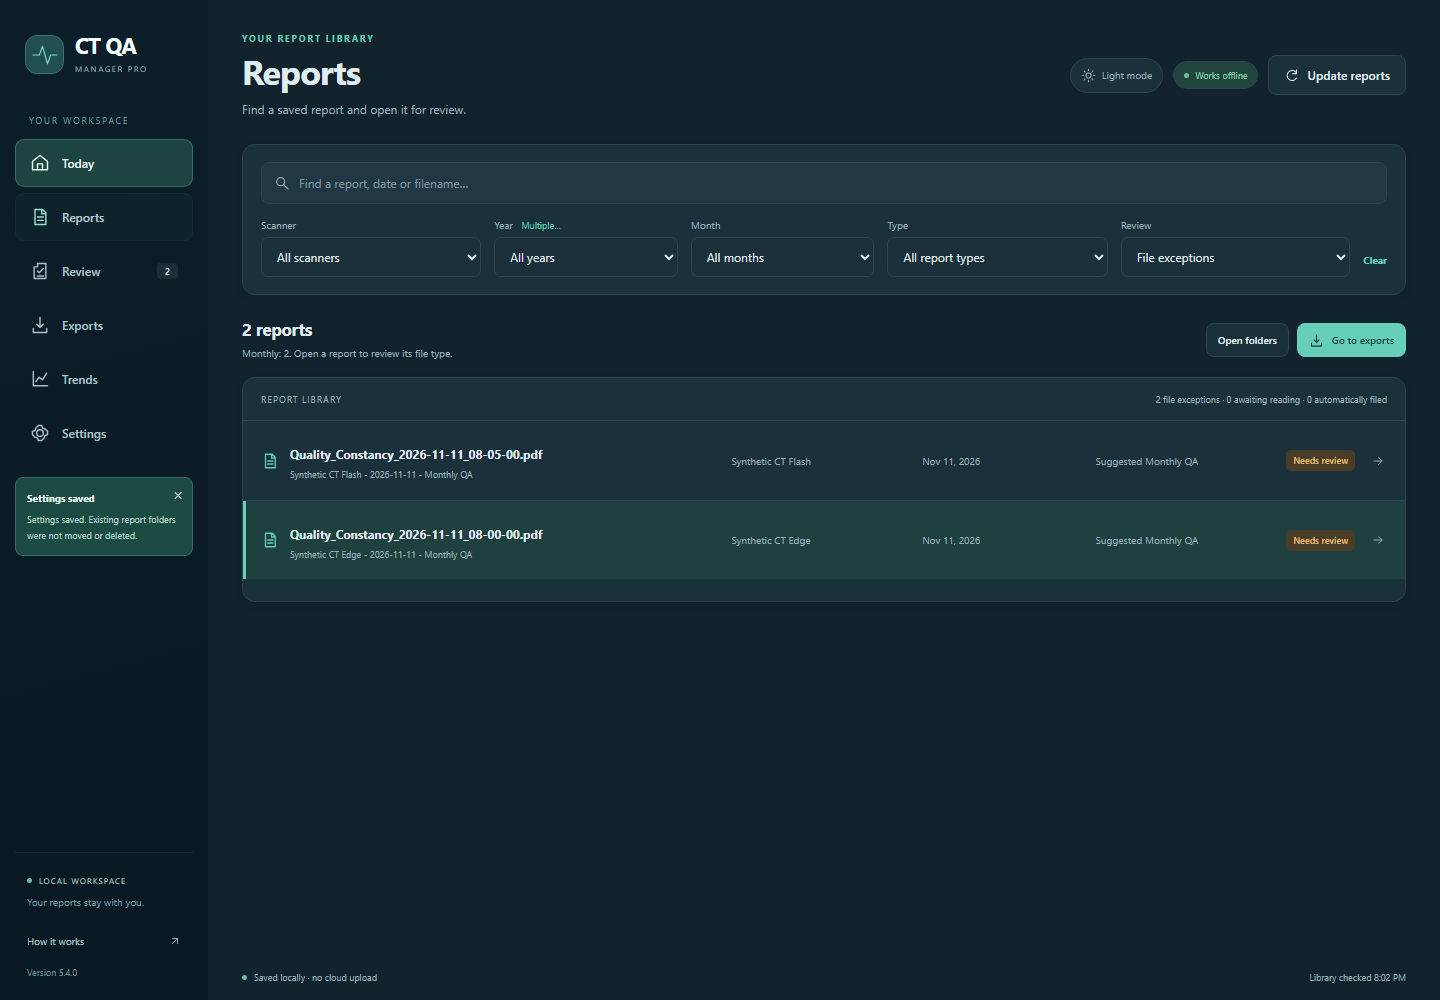 CT QA
MANAGER PRO
YOUR WORKSPACE
Today
Reports
Review 2
Exports
Trends
Settings
Settings saved
Settings saved. Existing report folders
were not moved or deleted.
LOCAL WORKSPACE
Your reports stay with you.
How it works
Version 5.4.0
YOUR REPORT LIBRARY
Reports
Find a saved report and open it for review.
Light mode
Works offline
Update reports
Find a report, date or filename...
Scanner
Year Multiple...
Month
Type
Review
All scanners
All years
All months
All report types
File exceptions
Clear
2 reports
Monthly: 2. Open a report to review its file type.
Open folders
Go to exports
REPORT LIBRARY
2 file exceptions · 0 awaiting reading · 0 automatically filed
Quality_Constancy_2026-11-11_08-05-00.pdf
Synthetic CT Flash - 2026-11-11 - Monthly QA
Synthetic CT Flash
Nov 11, 2026
Suggested Monthly QA
Needs review
Quality_Constancy_2026-11-11_08-00-00.pdf
Synthetic CT Edge - 2026-11-11 - Monthly QA
Synthetic CT Edge
Nov 11, 2026
Suggested Monthly QA
Needs review
Saved locally · no cloud upload
Library checked 8:02 PM